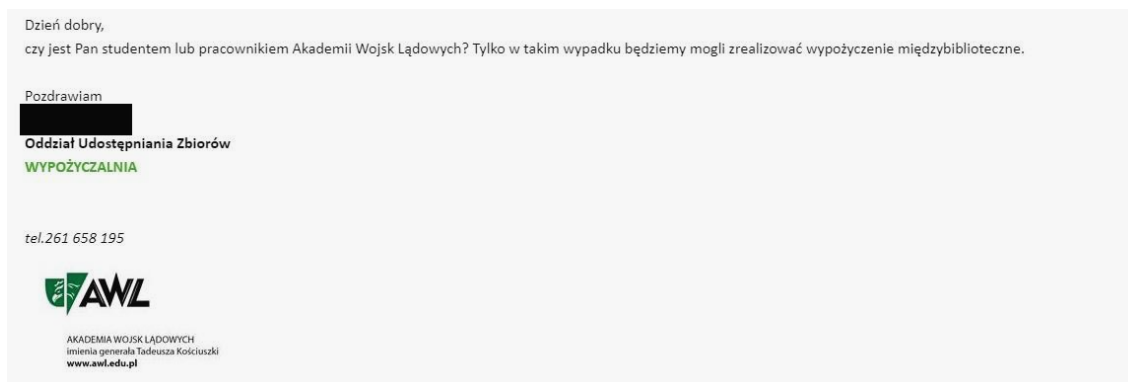 Dzień dobry,
czy jest Pan studentem lub pracownikiem Akademii Wojsk Lądowych? Tylko w takim wypadku będziemy mogli zrealizować wypożyczenie międzybiblioteczne.
Pozdrawiam
Oddział Udostępniania Zbiorów
WYPOŻYCZALNIA
tel.261 658 195
AWL
AKADEMIA WOJSK LĄDOWYCH
imienia generała Tadeusza Kościuszki
www.awl.edu.pl